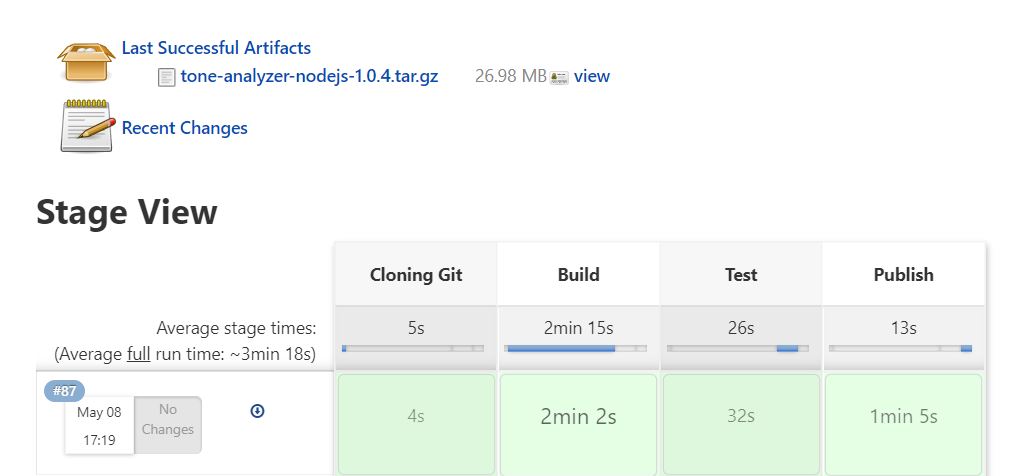 Last Successful Artifacts
tone-analyzer-nodejs-1.0.4.tar.gz 26.98 MB view
Recent Changes
Stage View
Cloning Git Build Test Publish
Average stage times: 5s 2min 15s 26s 13s
(Average full run time: ~3min 18s)
#87
May 08 No
Changes
17:19
4s 2min 2s 32s 1min 5s